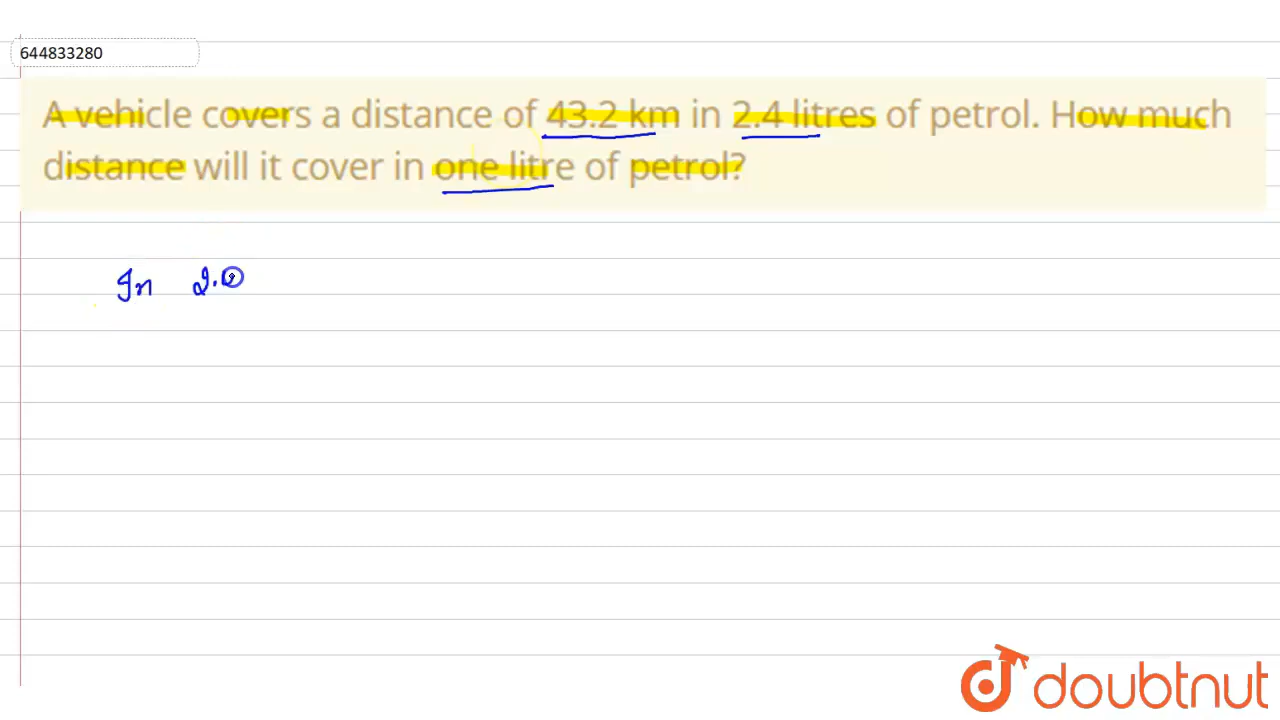 644833280
A vehicle covers a distance of 43.2 km in 2.4 litres of petrol. How much
distance will it cover in one litre of petrol?
In 2.
doubtnut